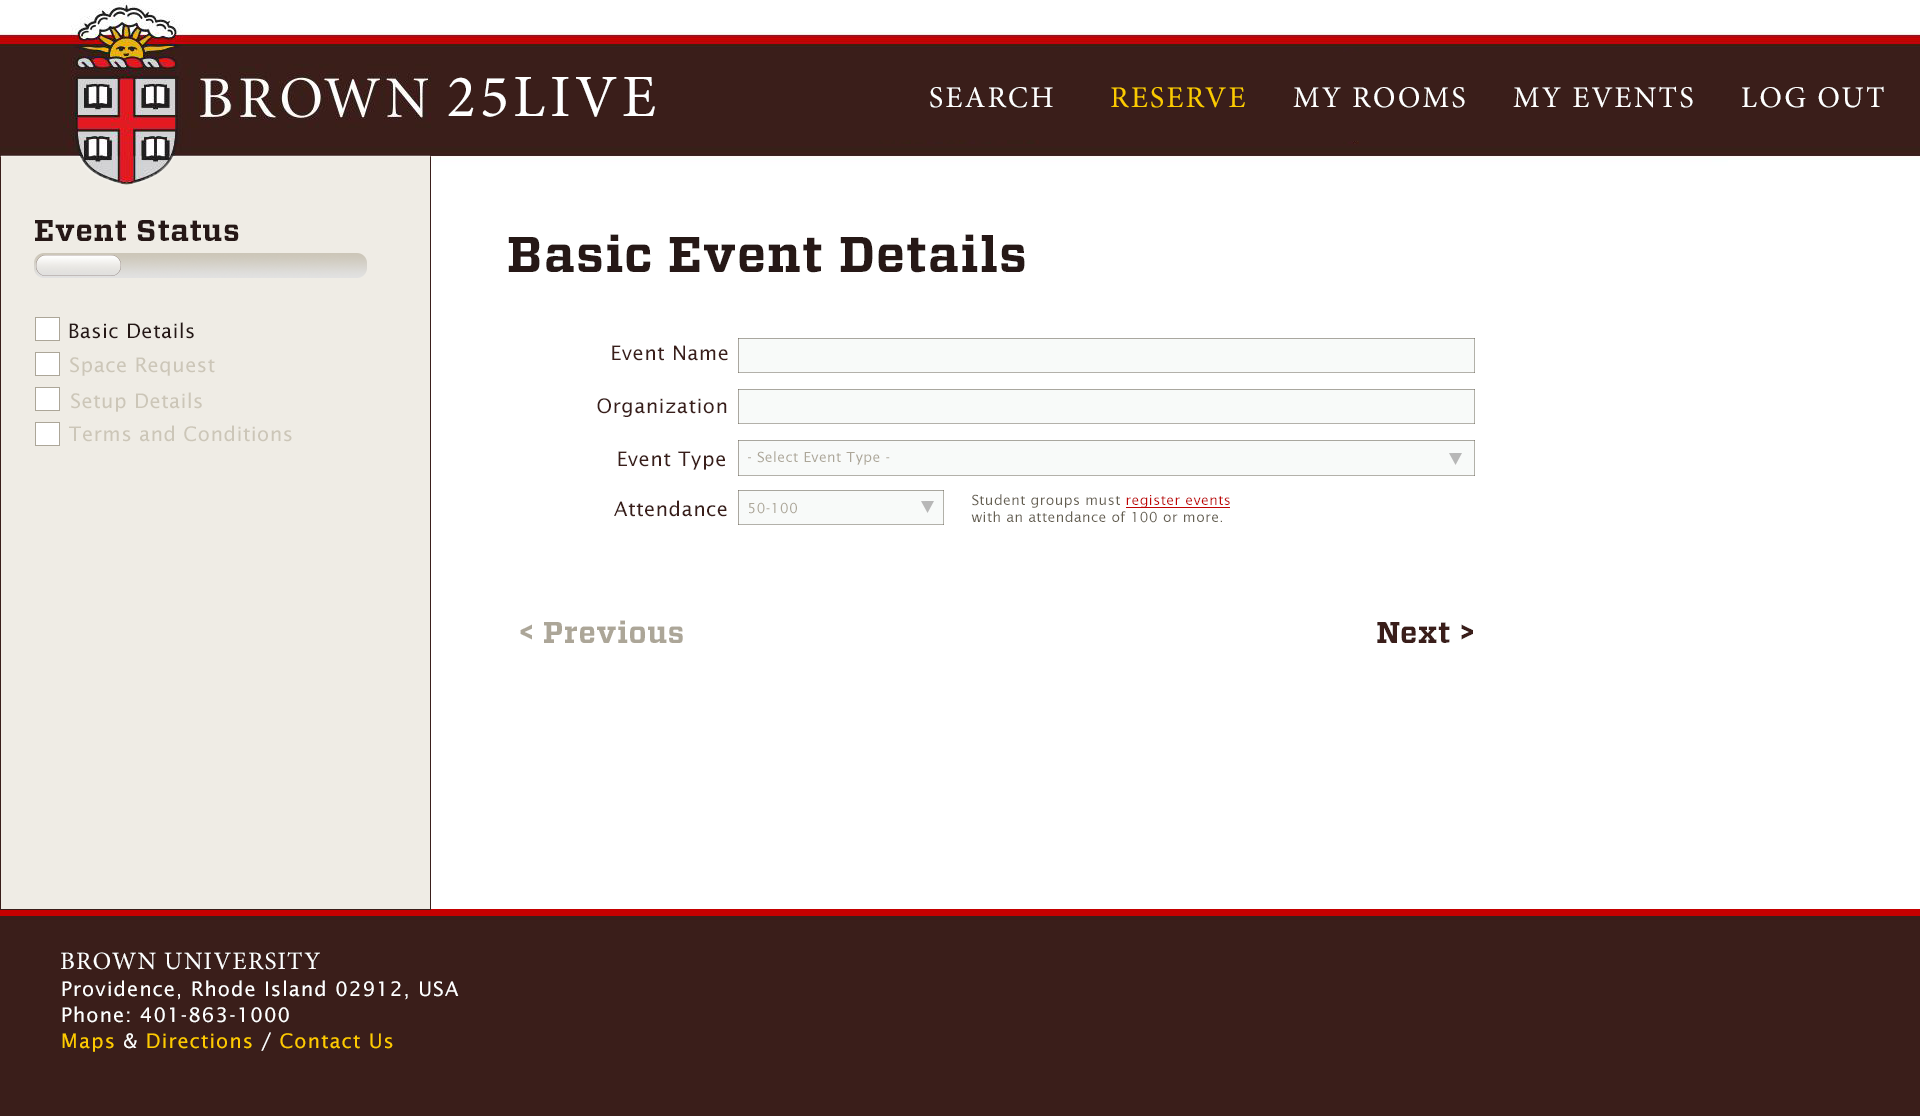 BROWN 25LIVE
SEARCH
RESERVE
MY ROOMS
MY EVENTS
LOG OUT
Event Status
Basic Details
Space Request
Setup Details
Terms and Conditions
Basic Event Details
Event Name
Organization
Event Type
- Select Event Type -
Attendance
50-100
Student groups must register events
with an attendance of 100 or more.
< Previous
Next >
BROWN UNIVERSITY
Providence, Rhode Island 02912, USA
Phone: 401-863-1000
Maps & Directions / Contact Us